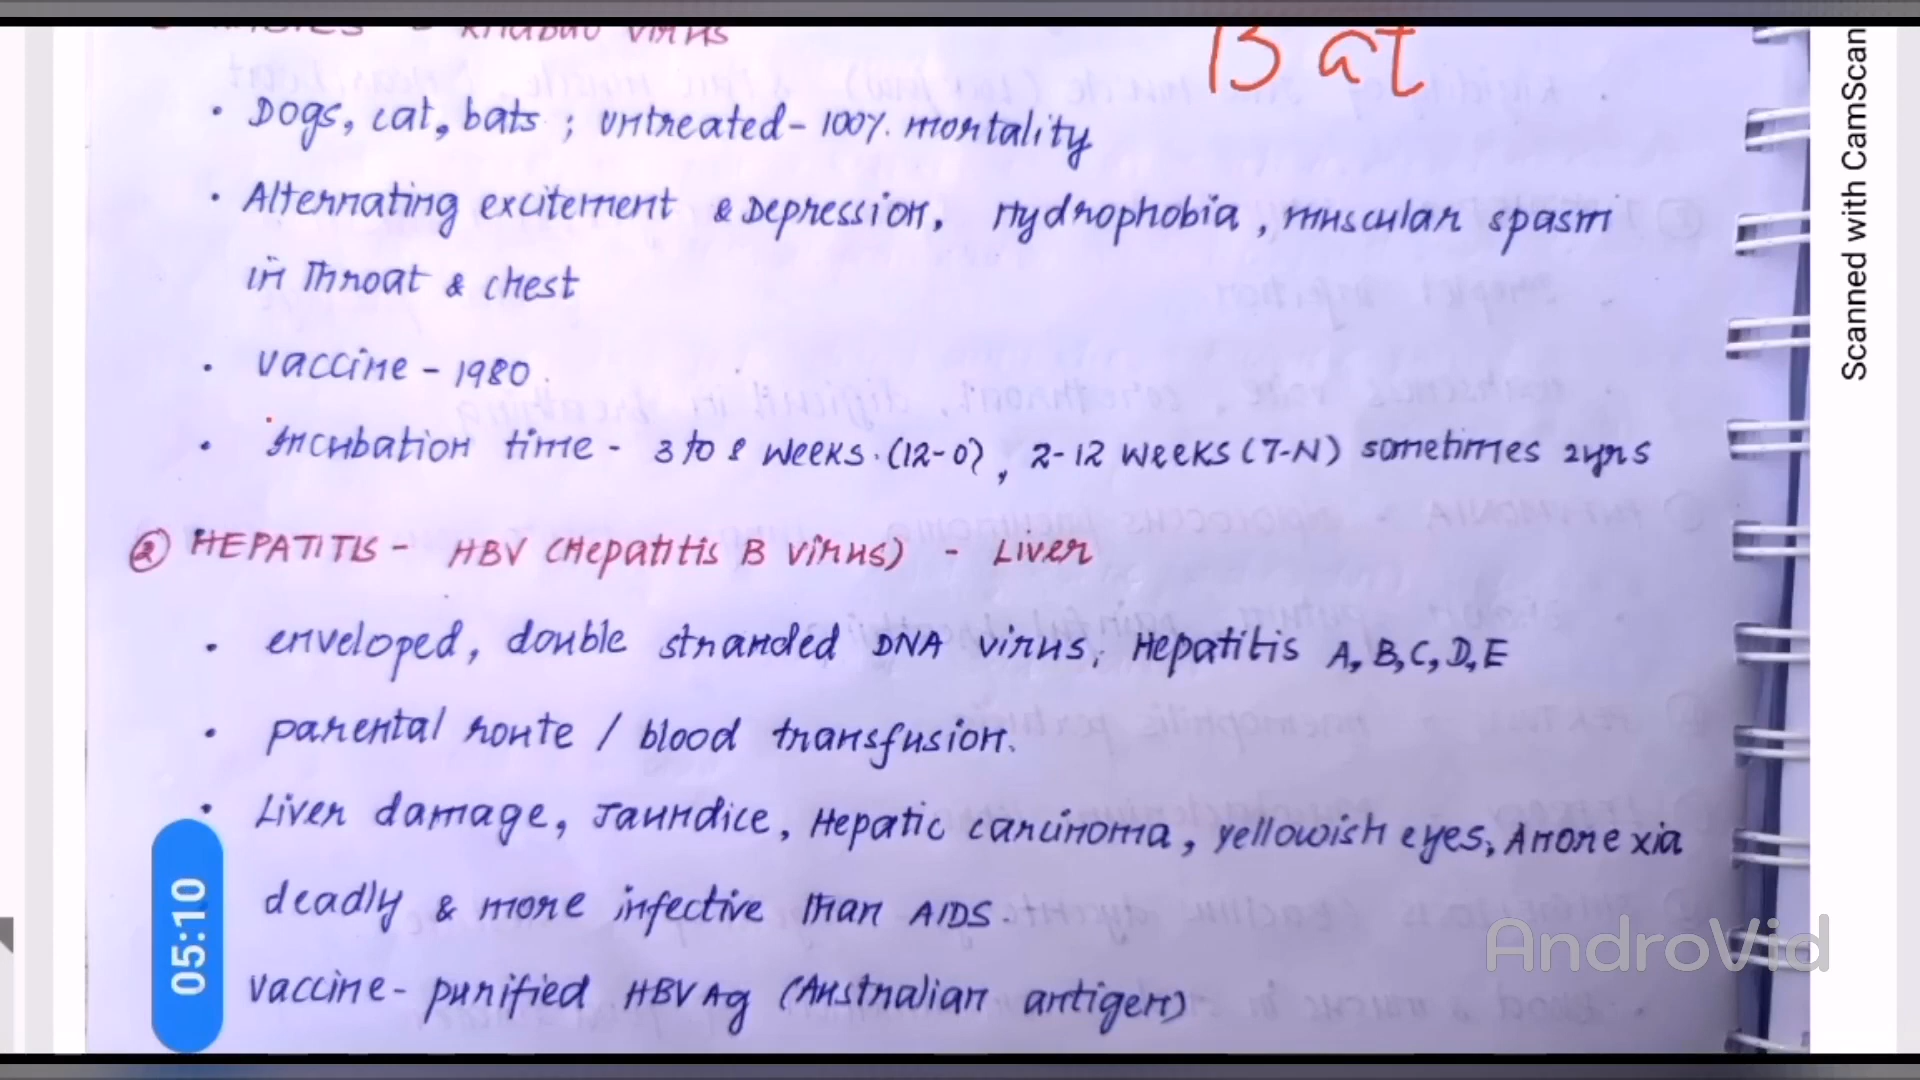 Bat
Dogs, cat, bats ; untreated - 100% mortality
Alternating excitement & Depression, Hydrophobia, muscular spasm
in Throat & chest
vaccine - 1980
Incubation time - 3 to 8 weeks (12-0), 2-12 weeks (7-N) sometimes 2yrs
② HEPATITIS - HBV (Hepatitis B virus) - Liver
enveloped, double stranded DNA virus, Hepatitis A, B, C, D, E
parental route / blood transfusion.
Liver damage, Jaundice, Hepatic carcinoma, yellowish eyes, Anorexia
deadly & more infective than AIDS.
vaccine - purified HBV Ag (Australian antigen)
Scanned with CamScan
05:10
AndroVid